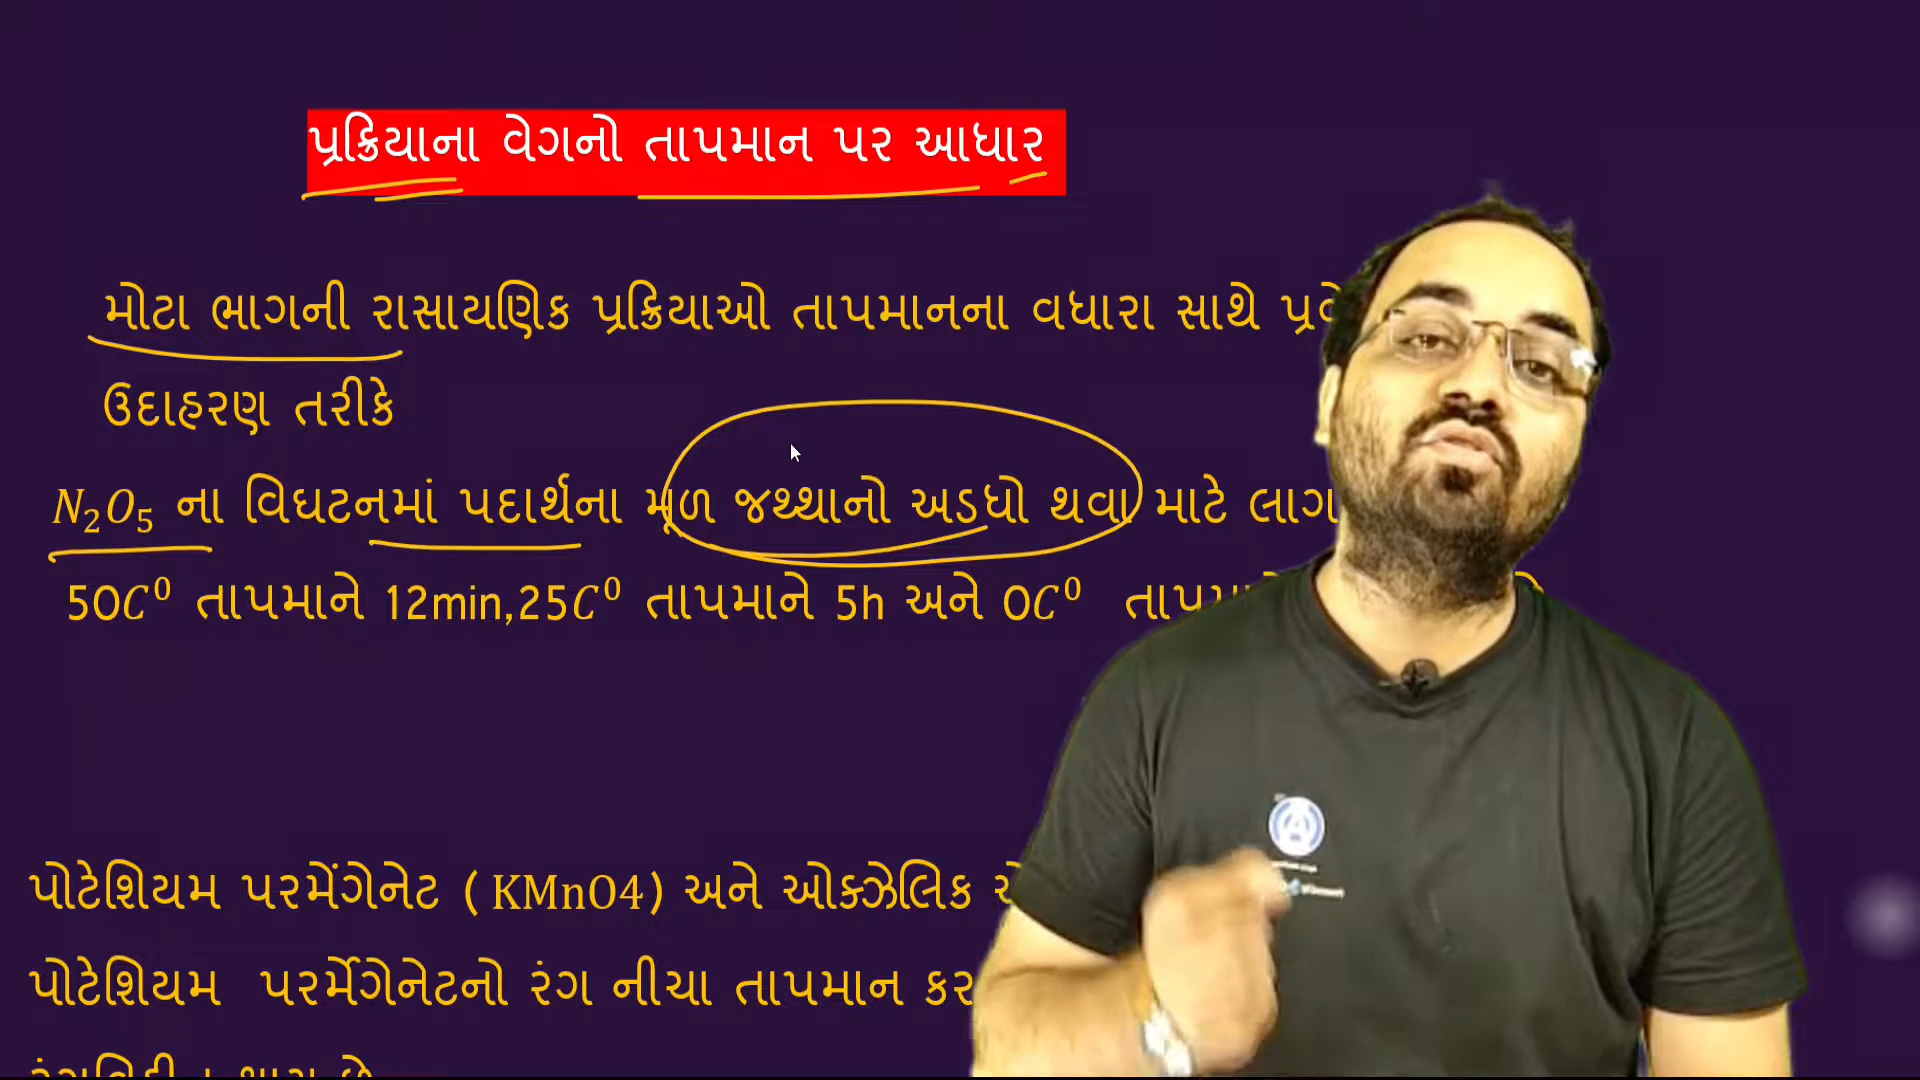 પ્રક્રિયાના વેગનો તાપમાન પર આધાર
મોટા ભાગની રાસાયણિક પ્રક્રિયાઓ તાપમાનના વધારા સાથે
ઉદાહરણ તરીકે
N₂O₅ ના વિઘટનમાં પદાર્થના મૂળ જથ્થાનો અડધો થવા માટે
50C⁰ તાપમાને 12min,25C⁰ તાપમાને 5h અને 0C⁰
પોટેશિયમ પરમેંગેનેટ ( KMnO4) અને ઓક્ઝેલિક
પોટેશિયમ પરમેંગેનેટનો રંગ નીચા તાપમાન